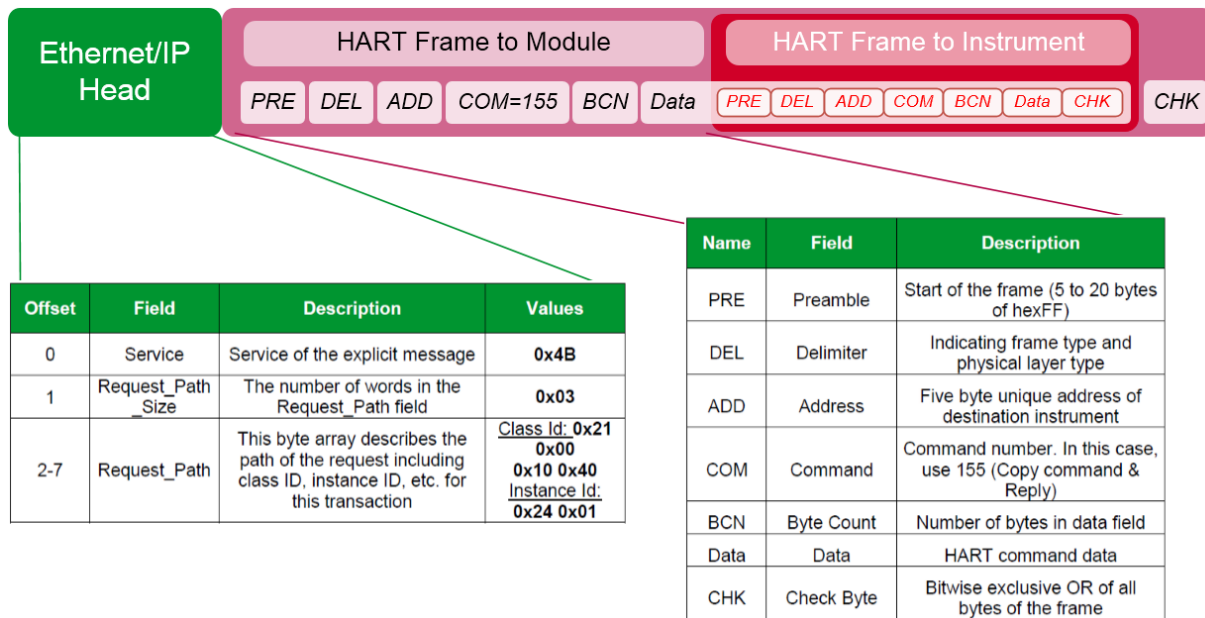 Ethernet/IP
Head
HART Frame to Module
HART Frame to Instrument
PRE DEL ADD COM=155 BCN Data PRE DEL ADD COM BCN Data CHK CHK
Offset Field Description Values
0 Service Service of the explicit message 0x4B
1 Request_Path
_Size The number of words in the
Request_Path field 0x03
2-7 Request_Path This byte array describes the
path of the request including
class ID, instance ID, etc. for
this transaction Class Id: 0x21
0x00
0x10 0x40
Instance Id:
0x24 0x01
Name Field Description
PRE Preamble Start of the frame (5 to 20 bytes
of hexFF)
DEL Delimiter Indicating frame type and
physical layer type
ADD Address Five byte unique address of
destination instrument
COM Command Command number. In this case,
use 155 (Copy command &
Reply)
BCN Byte Count Number of bytes in data field
Data Data HART command data
CHK Check Byte Bitwise exclusive OR of all
bytes of the frame